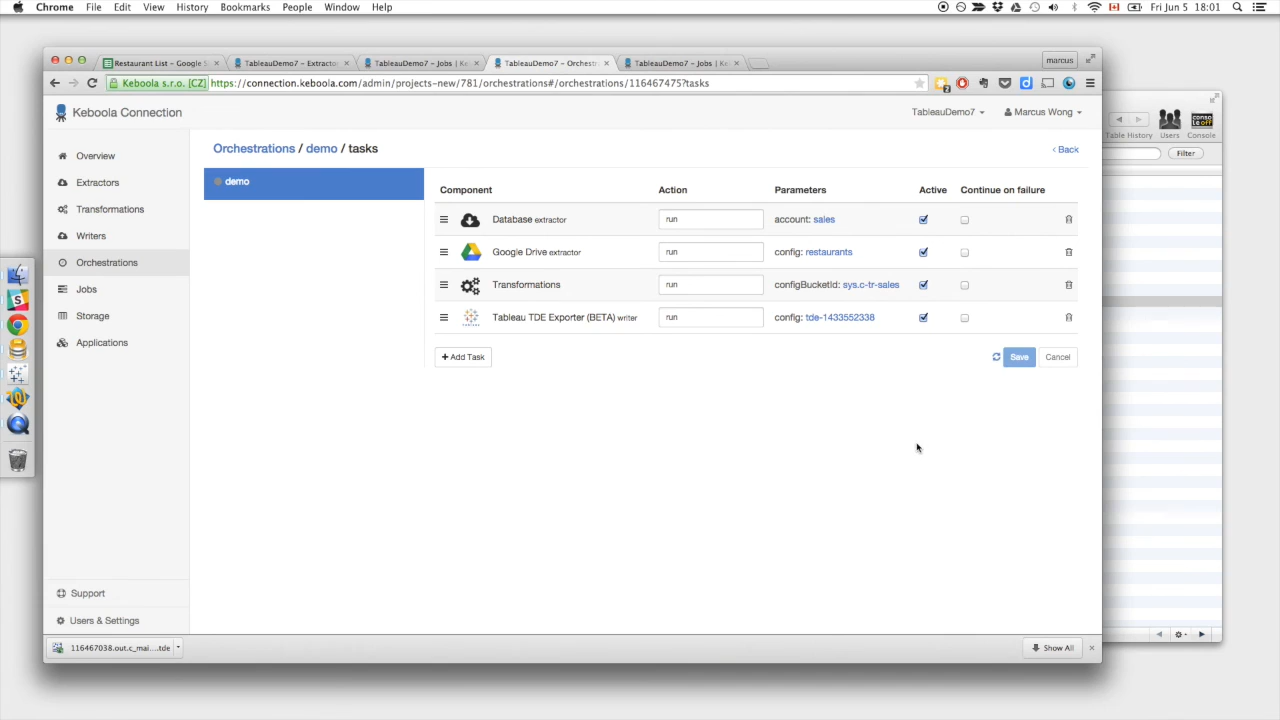 Chrome File Edit View History Bookmarks People Window Help Fri Jun 5 18:01
Restaurant List - Google S TableauDemo7 - Extracto TableauDemo7 - Jobs | Ke TableauDemo7 - Orchestr TableauDemo7 - Jobs | Ke marcus
Keboola s.r.o. [CZ] https://connection.keboola.com/admin/projects-new/781/orchestrations#/orchestrations/116467475?tasks
Keboola Connection TableauDemo7 Marcus Wong
Table History Users Console
Filter
Overview
Extractors
Transformations
Writers
Orchestrations
Jobs
Storage
Applications
Support
Users & Settings
Orchestrations / demo / tasks ‹ Back
demo
Component Action Parameters Active Continue on failure
Database extractor run account: sales
Google Drive extractor run config: restaurants
Transformations run configBucketId: sys.c-tr-sales
Tableau TDE Exporter (BETA) writer run config: tde-1433552338
+ Add Task Save Cancel
116467038.out.c_mai....tde Show All